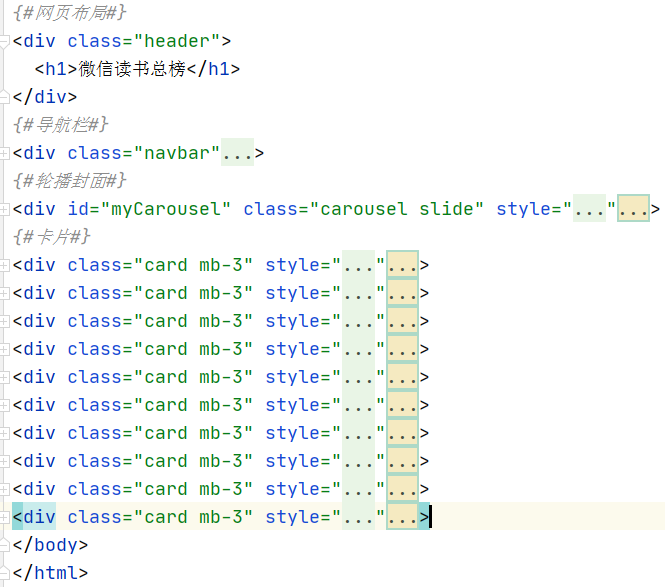 {#网页布局#}
<div class="header">
  <h1>微信读书总榜</h1>
</div>
{#导航栏#}
<div class="navbar"...>
{#轮播封面#}
<div id="myCarousel" class="carousel slide" style="..."...>
{#卡片#}
<div class="card mb-3" style="..."...>
<div class="card mb-3" style="..."...>
<div class="card mb-3" style="..."...>
<div class="card mb-3" style="..."...>
<div class="card mb-3" style="..."...>
<div class="card mb-3" style="..."...>
<div class="card mb-3" style="..."...>
<div class="card mb-3" style="..."...>
<div class="card mb-3" style="..."...>
<div class="card mb-3" style="..."...>
</body>
</html>